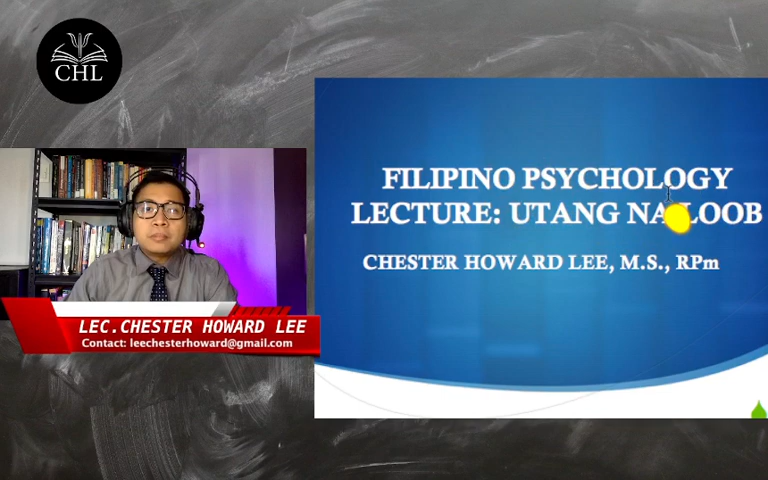 CHL
FILIPINO PSYCHOLOGY
LECTURE: UTANG NA LOOB
CHESTER HOWARD LEE, M.S., RPm
LEC.CHESTER HOWARD LEE
Contact: leechesterhoward@gmail.com